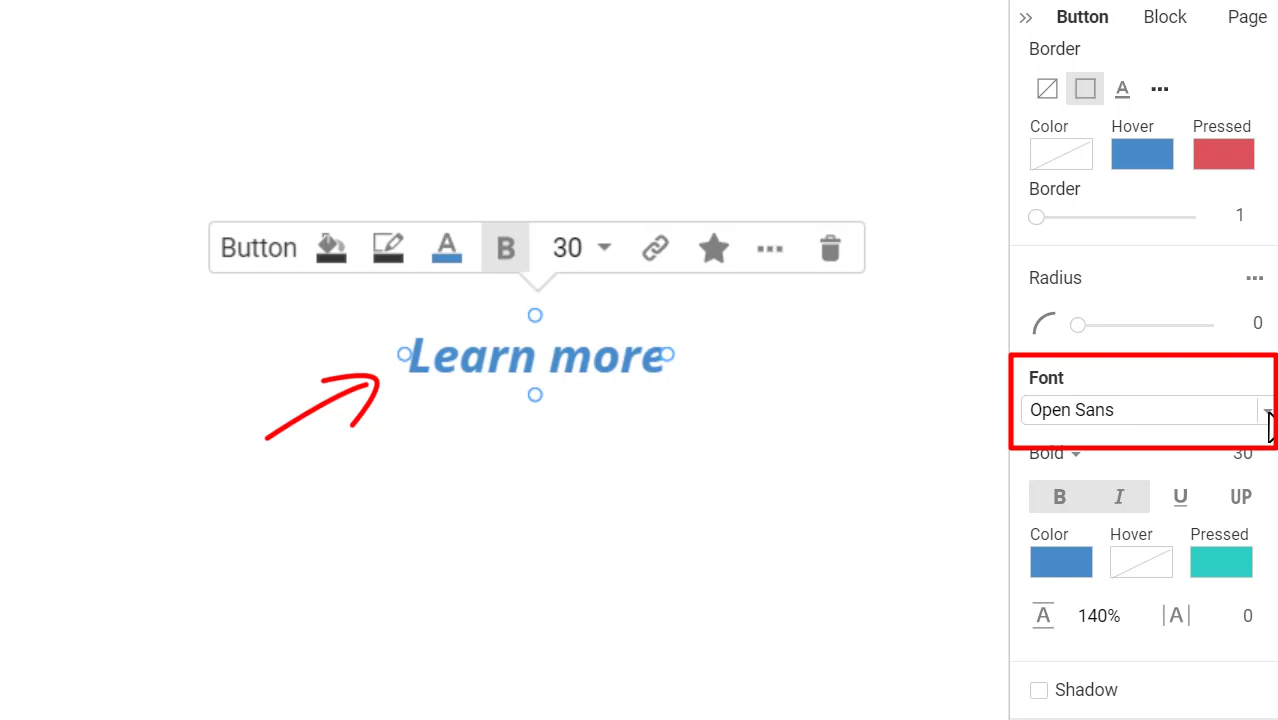 Button Block Page
Border
A
Color Hover Pressed
Border
1
Button A B 30
Radius
0
Learn more
Font
Open Sans
Bold 30
B I U UP
Color Hover Pressed
A 140% |A| 0
Shadow